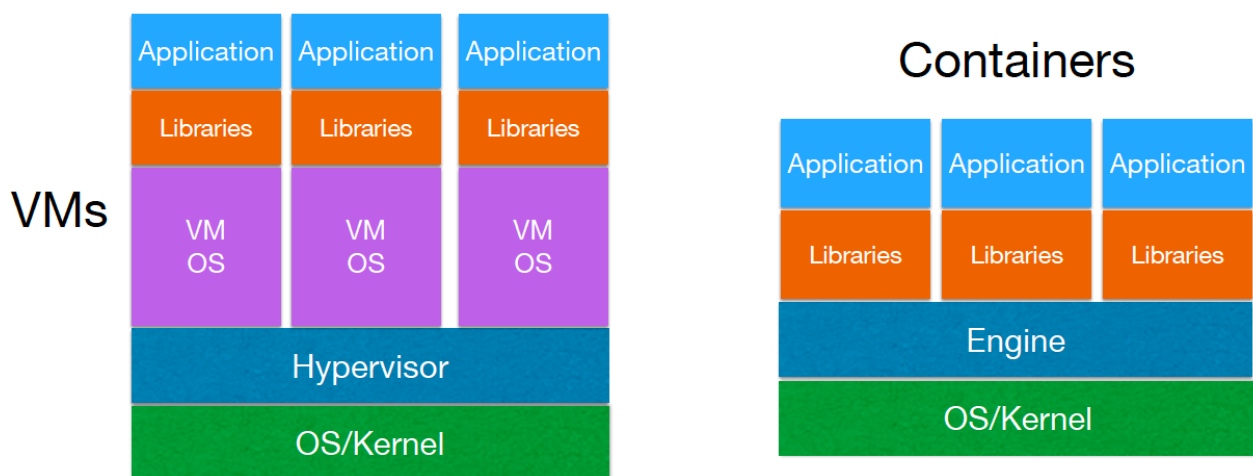 VMs
Application Application Application
Libraries Libraries Libraries
VM VM VM
OS OS OS
Hypervisor
OS/Kernel
Containers
Application Application Application
Libraries Libraries Libraries
Engine
OS/Kernel